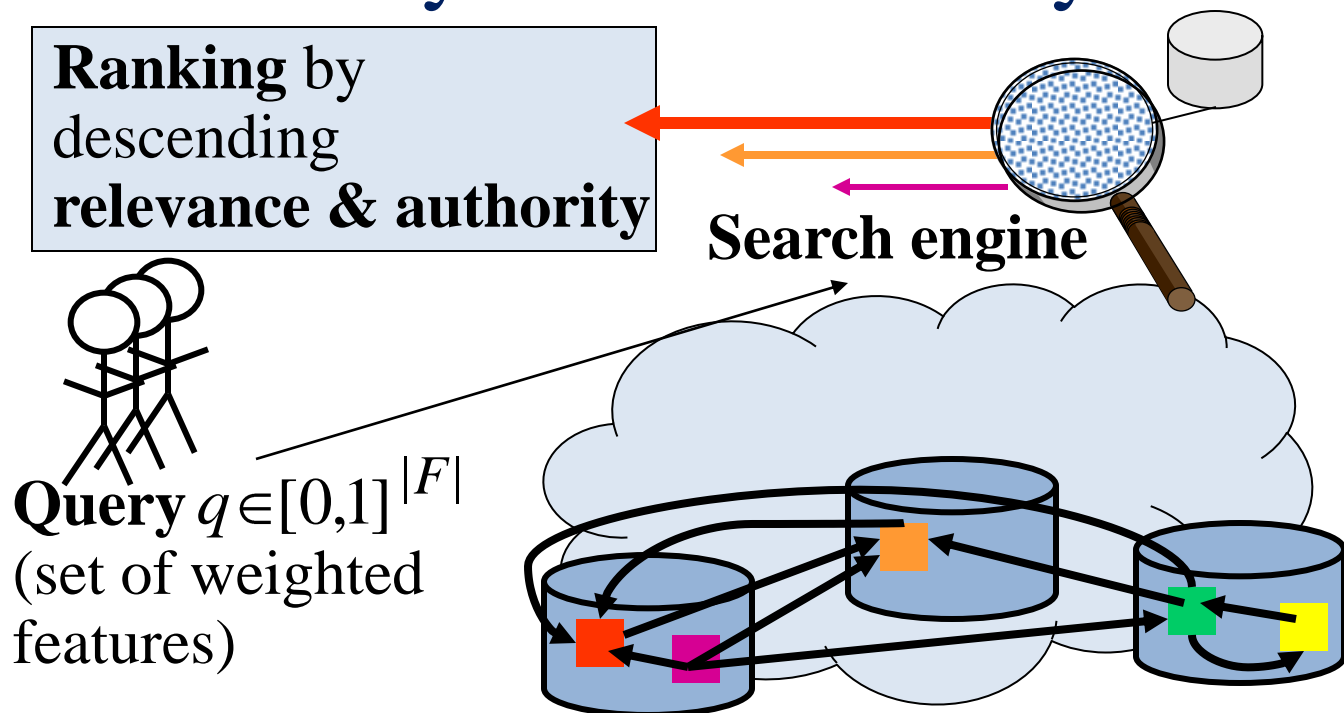 Ranking by
descending
relevance & authority
Search engine
Query q∈[0,1]^|F|
(set of weighted
features)